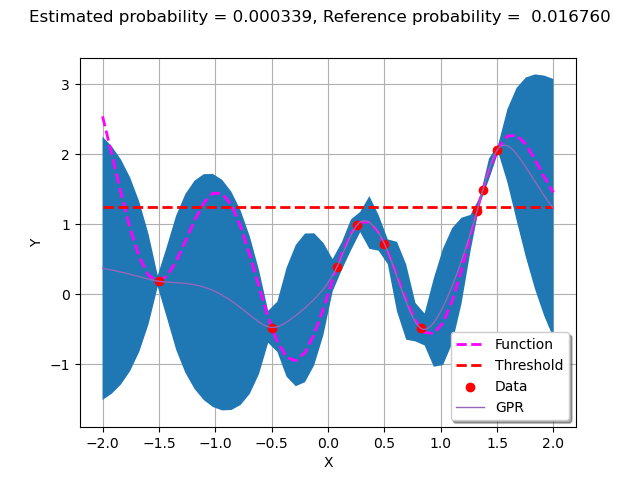 Estimated probability = 0.000339, Reference probability =  0.016760
3
2
1
0
−1
Y
−2.0 −1.5 −1.0 −0.5 0.0 0.5 1.0 1.5 2.0
X
Function
Threshold
Data
GPR